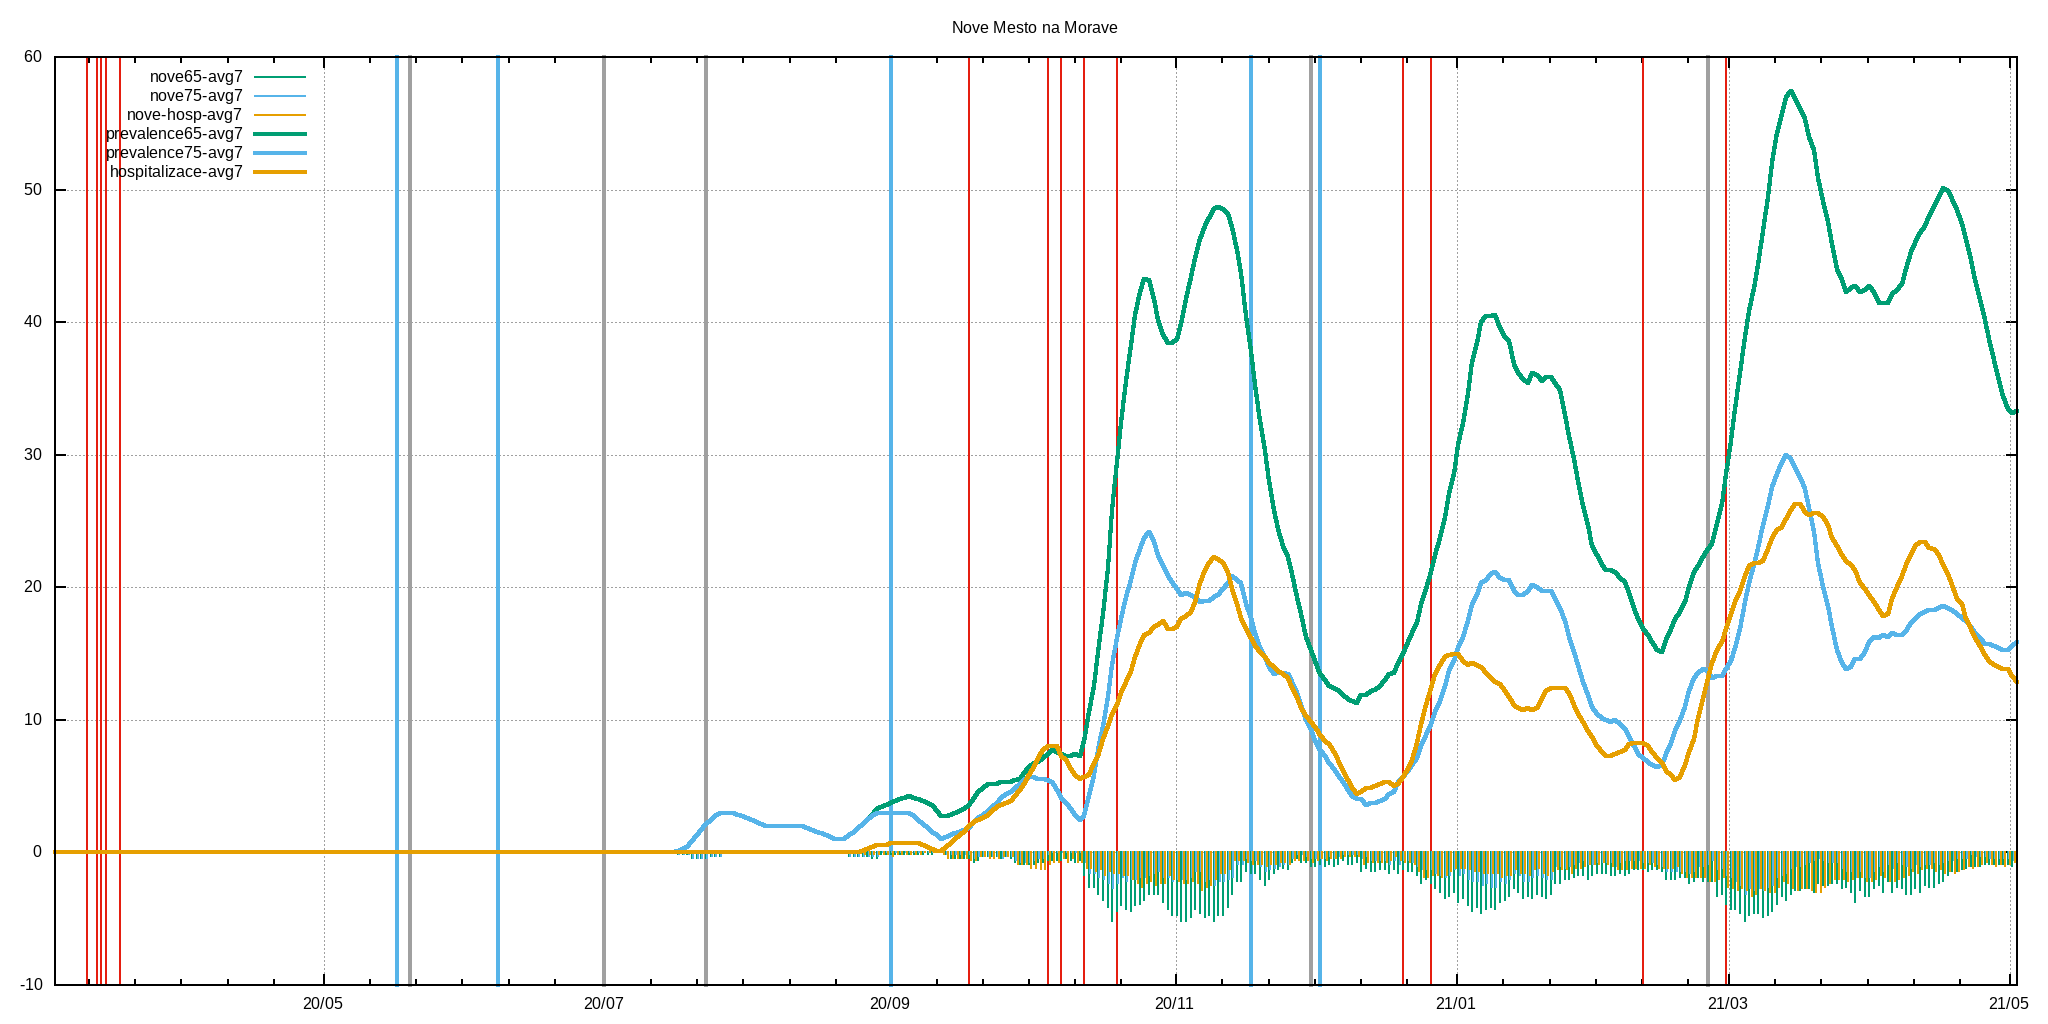 Nove Mesto na Morave
60
50
40
30
20
10
0
-10
nove65-avg7
nove75-avg7
nove-hosp-avg7
prevalence65-avg7
prevalence75-avg7
hospitalizace-avg7
20/05 20/07 20/09 20/11 21/01 21/03 21/05